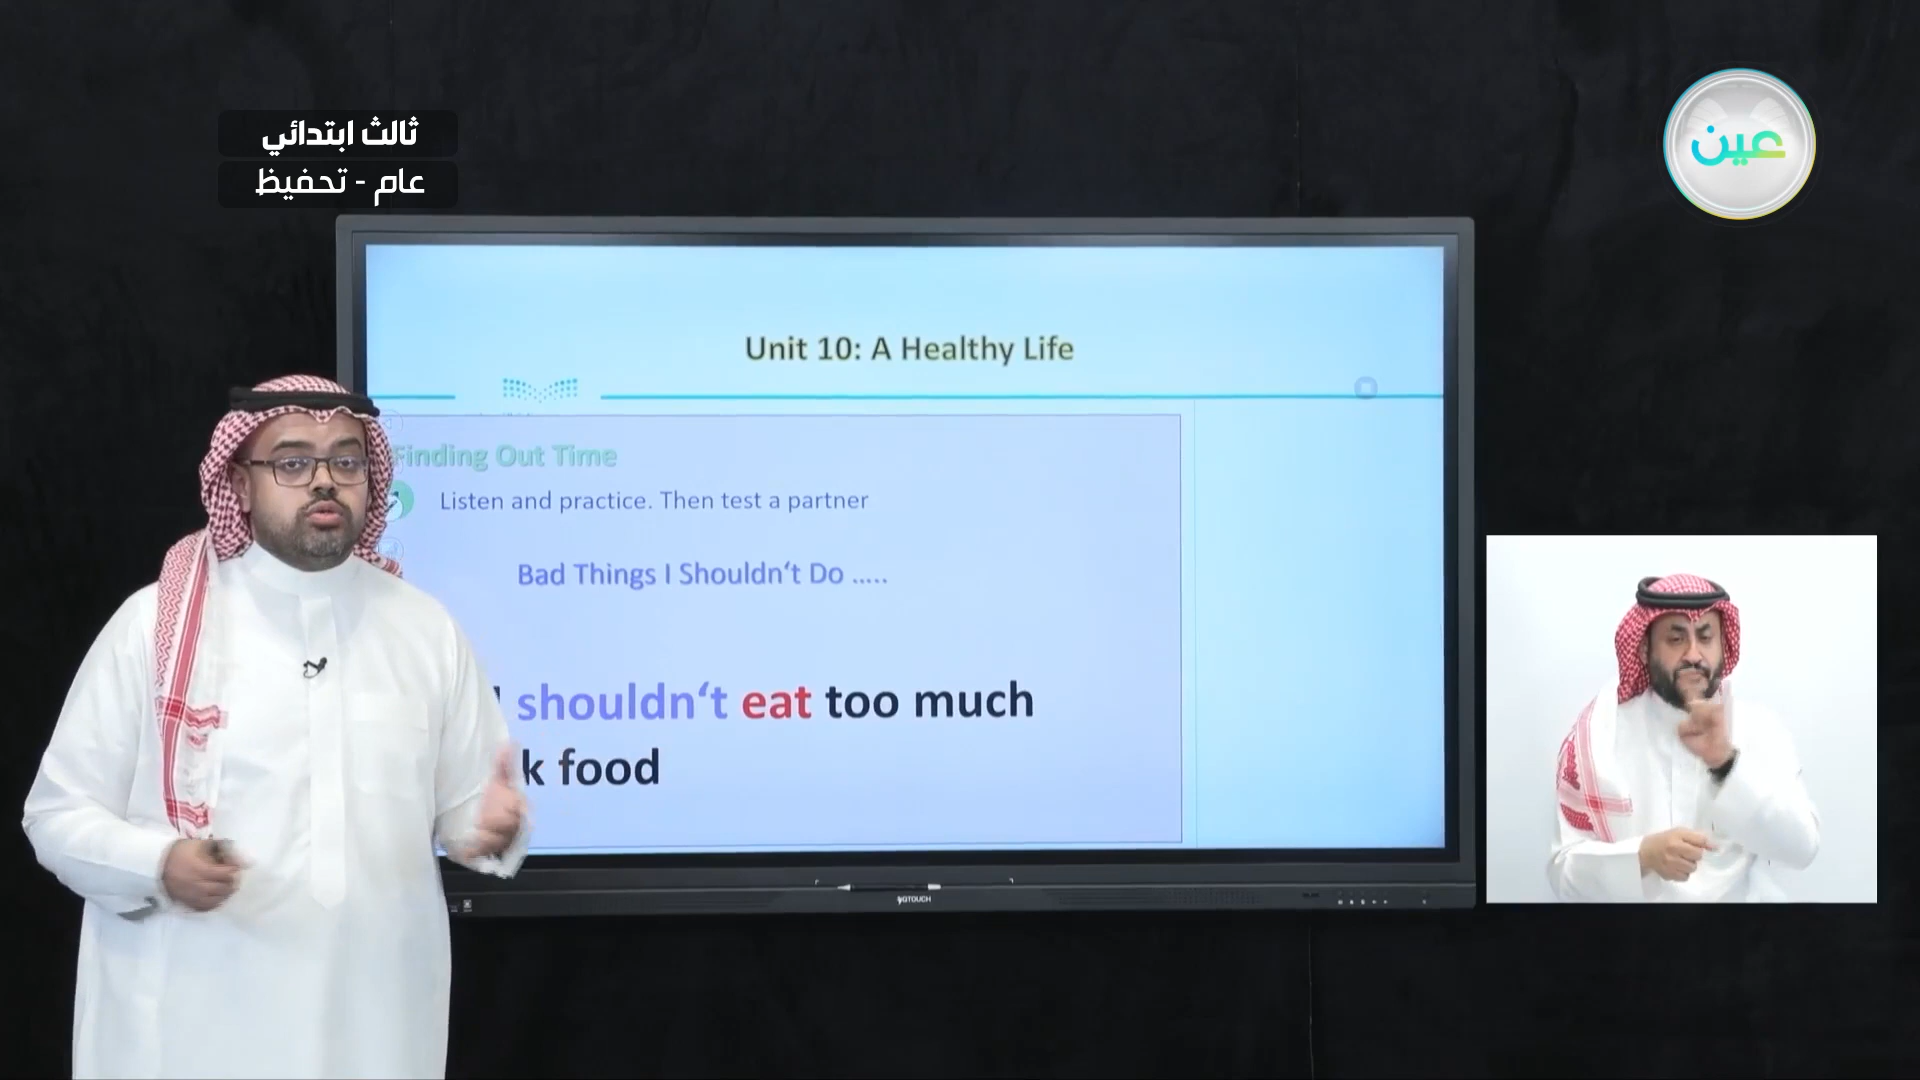 ثالث ابتدائي
عام - تحفيظ
عين
Unit 10: A Healthy Life
Finding Out Time
Listen and practice. Then test a partner
Bad Things I Shouldn‘t Do .....
shouldn‘t eat too much
k food